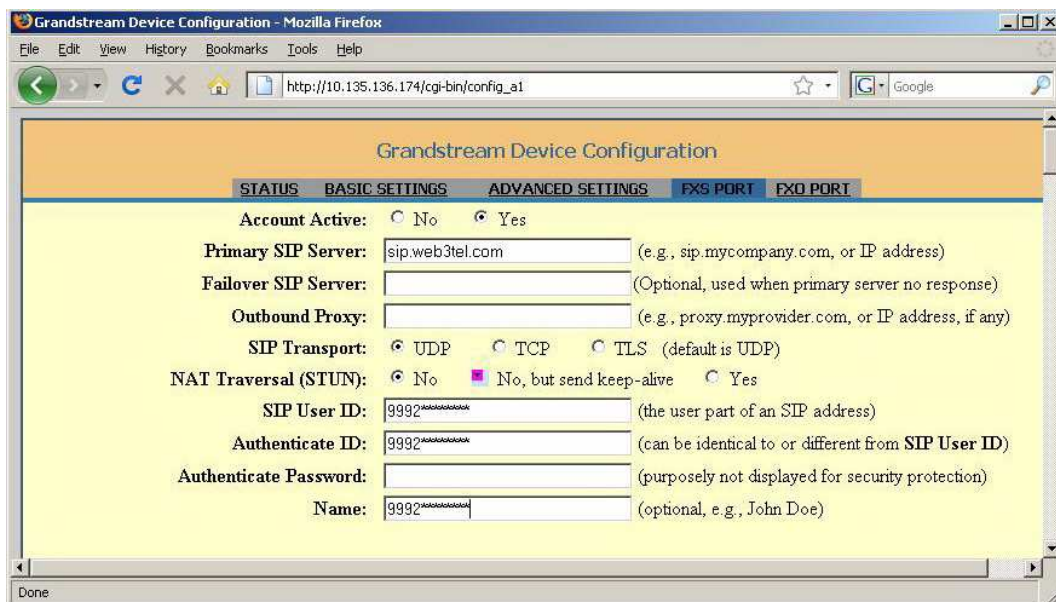 Grandstream Device Configuration - Mozilla Firefox
File Edit View History Bookmarks Tools Help
http://10.135.136.174/cgi-bin/config_a1 G Google
Grandstream Device Configuration
STATUS BASIC SETTINGS ADVANCED SETTINGS FXS PORT FXO PORT
Account Active: No Yes
Primary SIP Server: sip.web3tel.com (e.g., sip.mycompany.com, or IP address)
Failover SIP Server: (Optional, used when primary server no response)
Outbound Proxy: (e.g., proxy.myprovider.com, or IP address, if any)
SIP Transport: UDP TCP TLS (default is UDP)
NAT Traversal (STUN): No No, but send keep-alive Yes
SIP User ID: 9992******** (the user part of an SIP address)
Authenticate ID: 9992******** (can be identical to or different from SIP User ID)
Authenticate Password: (purposely not displayed for security protection)
Name: 9992******** (optional, e.g., John Doe)
Done